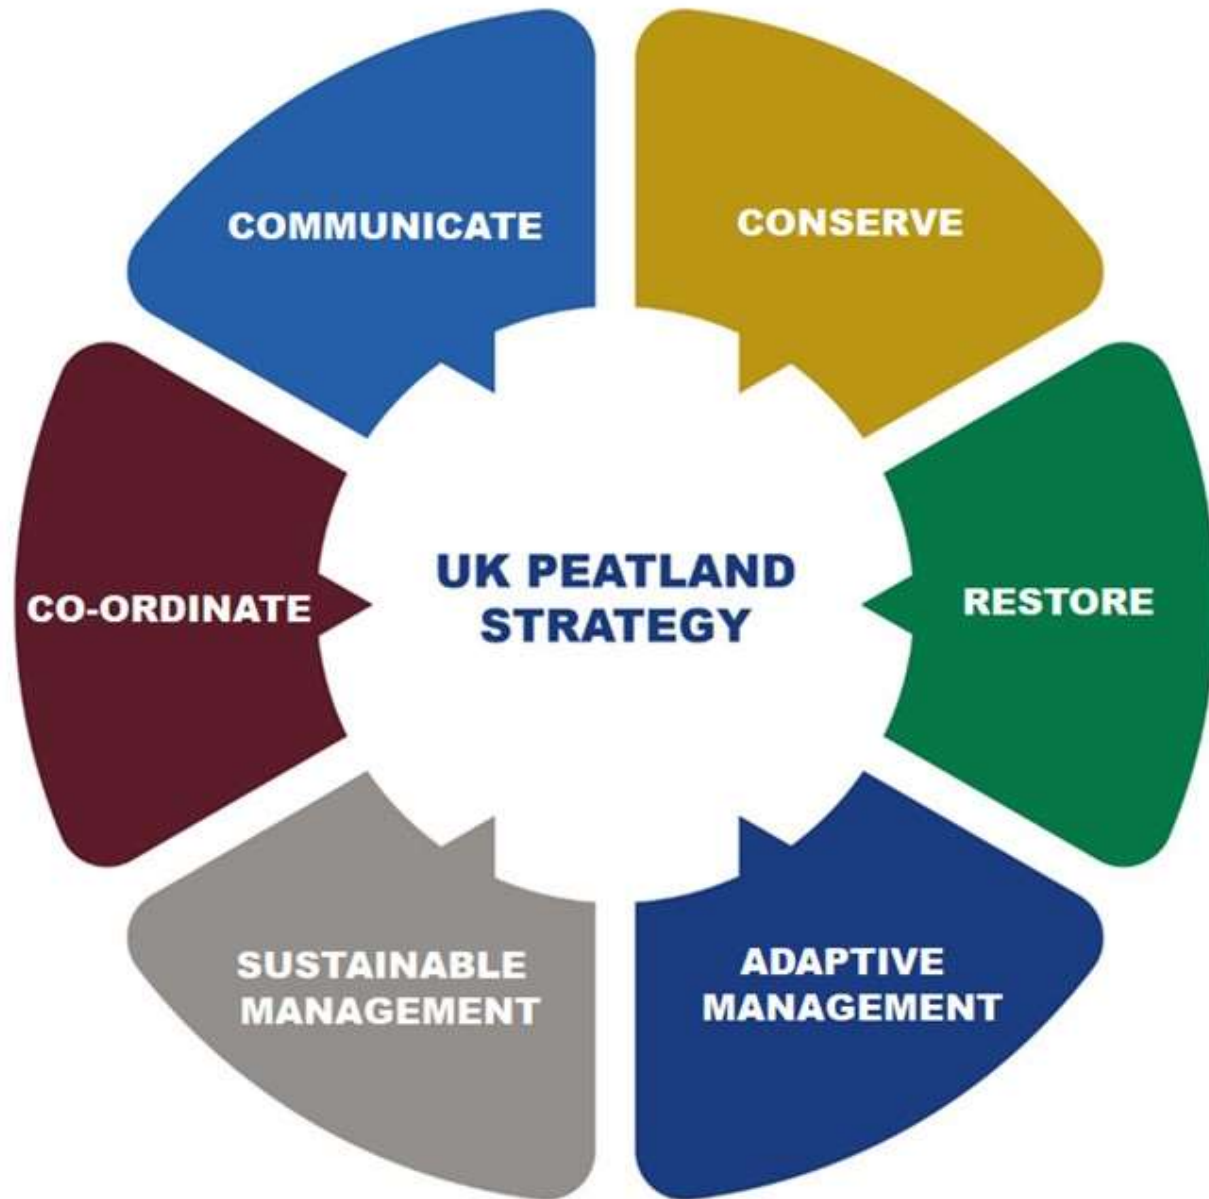 COMMUNICATE
CONSERVE
CO-ORDINATE
UK PEATLAND
STRATEGY
RESTORE
SUSTAINABLE
MANAGEMENT
ADAPTIVE
MANAGEMENT